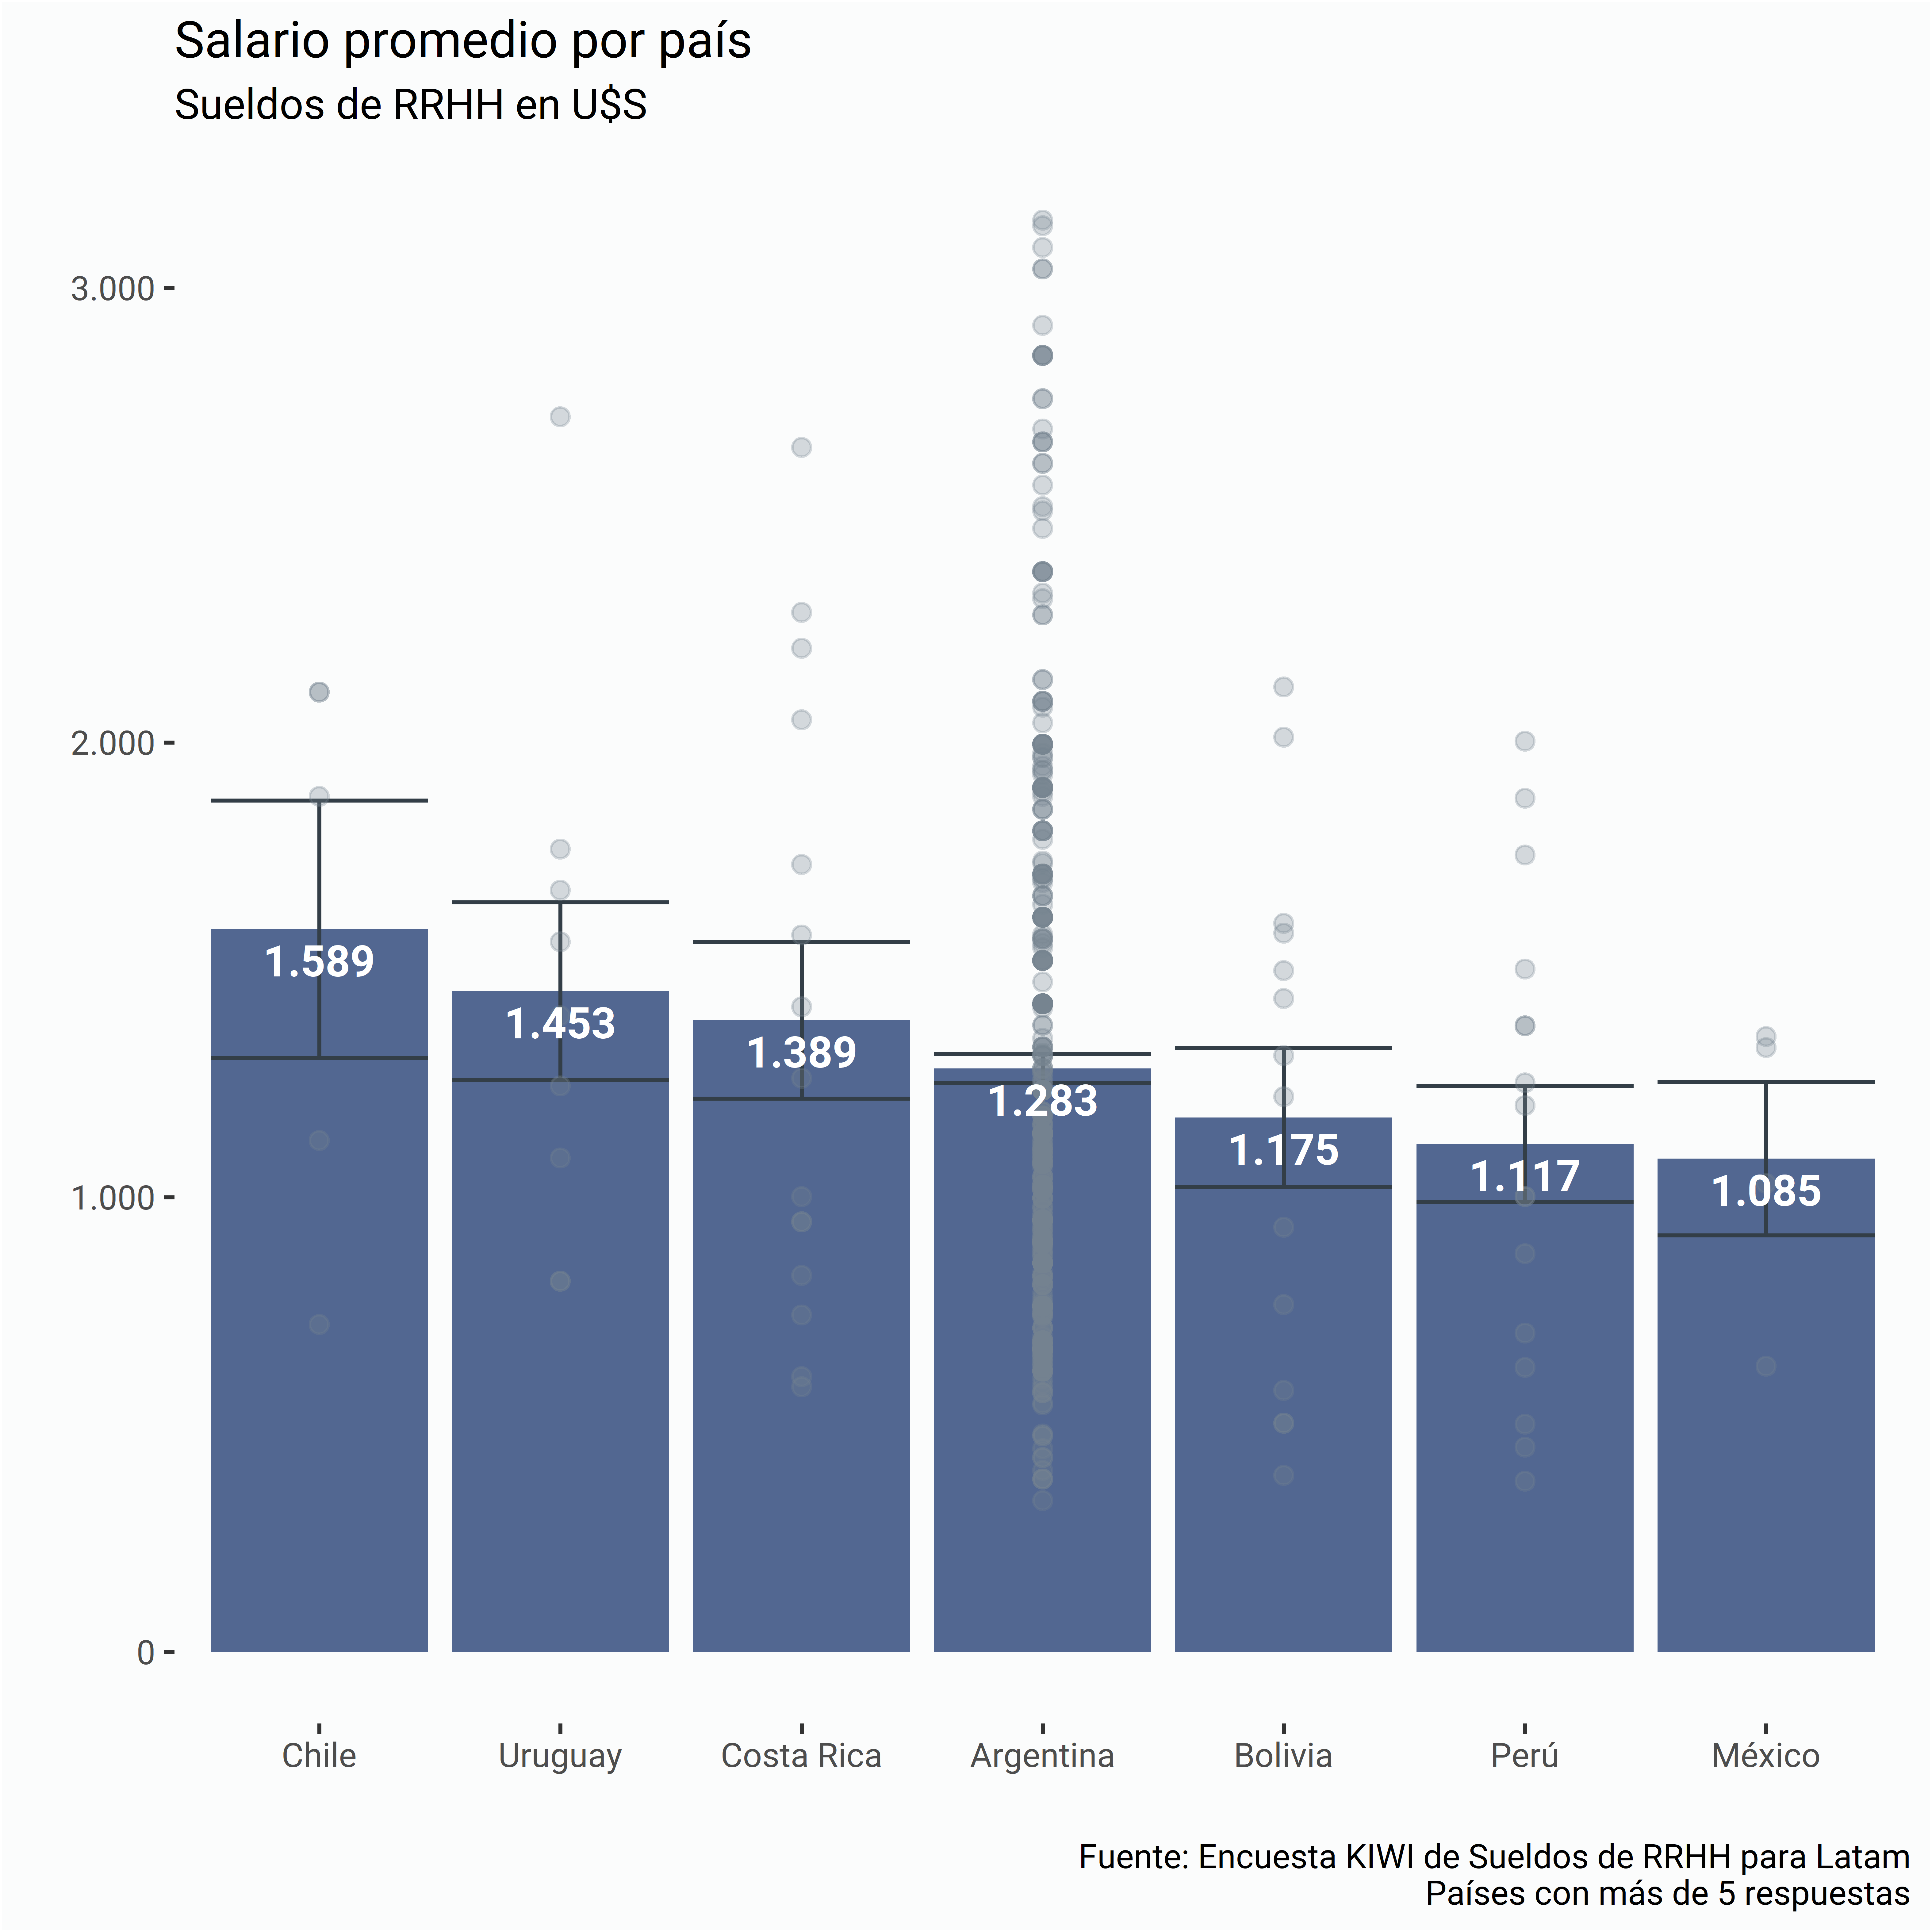 Salario promedio por país
Sueldos de RRHH en U$S
3.000
2.000
1.000
0
1.589
1.453
1.389
1.283
1.175
1.117
1.085
Chile
Uruguay
Costa Rica
Argentina
Bolivia
Perú
México
Fuente: Encuesta KIWI de Sueldos de RRHH para Latam
Países con más de 5 respuestas